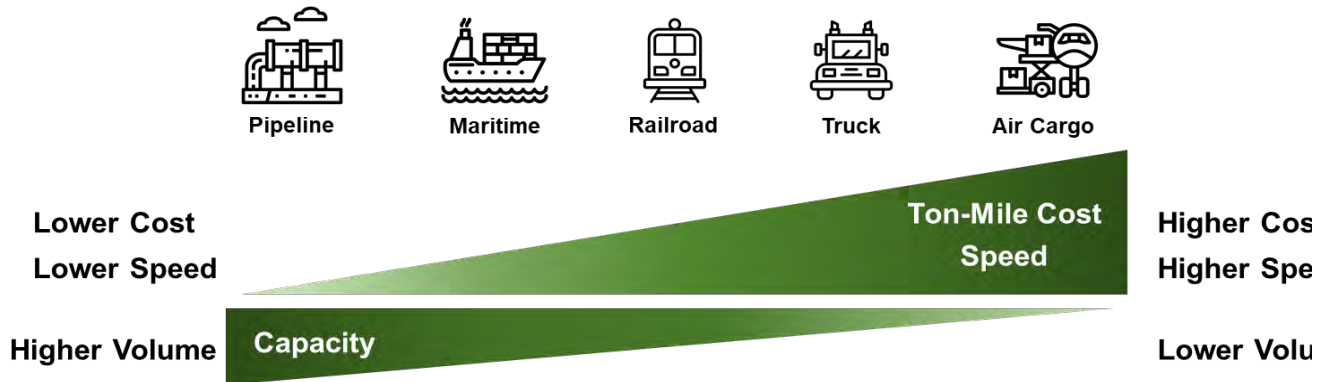 Pipeline
Maritime
Railroad
Truck
Air Cargo
Lower Cost
Lower Speed
Ton-Mile Cost
Speed
Higher Cos
Higher Spe
Higher Volume
Capacity
Lower Volu